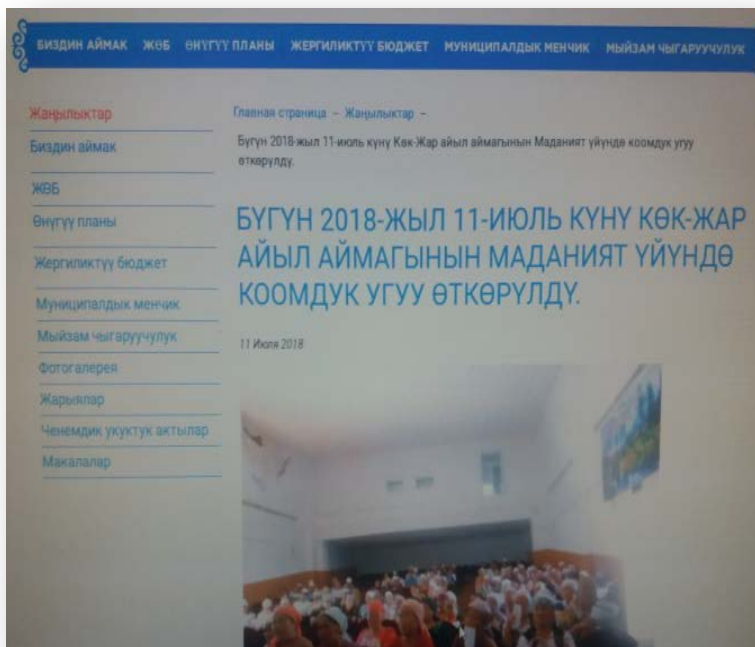 БИЗДИН АЙМАК ЖӨБ ӨНҮГҮҮ ПЛАНЫ ЖЕРГИЛИКТҮҮ БЮДЖЕТ МУНИЦИПАЛДЫК МЕНЧИК МЫЙЗАМ ЧЫГАРУУЧУЛУК
Жаңылыктар
Биздин аймак
ЖӨБ
Өнүгүү планы
Жергиликтүү бюджет
Муниципалдык менчик
Мыйзам чыгаруучулук
Фотогалерея
Жарыялар
Ченемдик укуктук актылар
Макалалар
Главная страница – Жаңылыктар –
Бүгүн 2018-жыл 11-июль күнү Көк-Жар айыл аймагынын Маданият үйүндө коомдук угуу
өткөрүлдү.
БҮГҮН 2018-ЖЫЛ 11-ИЮЛЬ КҮНҮ КӨК-ЖАР
АЙЫЛ АЙМАГЫНЫН МАДАНИЯТ ҮЙҮНДӨ
КООМДУК УГУУ ӨТКӨРҮЛДҮ.
11 Июля 2018